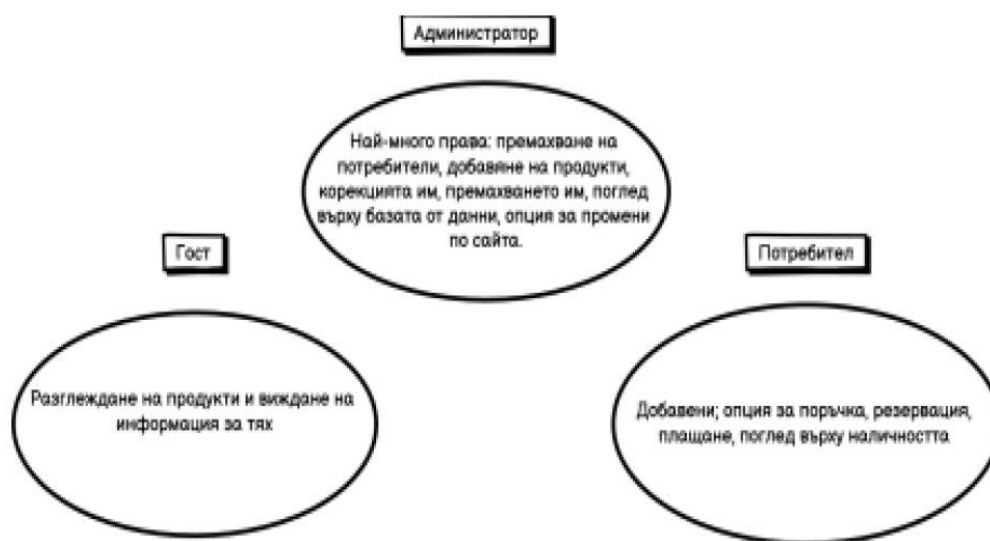 Администратор
Най-много права: премахване на
потребители, добавяне на продукти,
корекцията им, премахването им, поглед
върху базата от данни, опция за промени
по сайта.
Гост
Потребител
Разглеждане на продукти и виждане на
информация за тях
Добавени; опция за поръчка, резервация,
плащане, поглед върху наличността